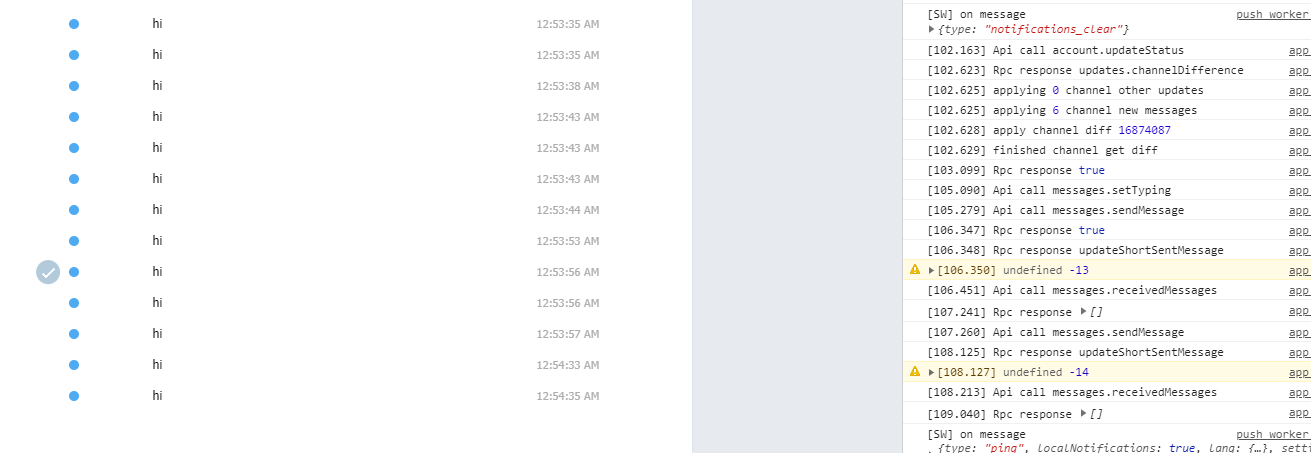 hi 12:53:35 AM
hi 12:53:35 AM
hi 12:53:38 AM
hi 12:53:43 AM
hi 12:53:43 AM
hi 12:53:43 AM
hi 12:53:44 AM
hi 12:53:53 AM
hi 12:53:56 AM
hi 12:53:56 AM
hi 12:53:57 AM
hi 12:54:33 AM
hi 12:54:35 AM
[SW] on message push worker
{type: "notifications_clear"}
[102.163] Api call account.updateStatus app
[102.623] Rpc response updates.channelDifference app
[102.625] applying 0 channel other updates app
[102.625] applying 6 channel new messages app
[102.628] apply channel diff 16874087 app
[102.629] finished channel get diff app
[103.099] Rpc response true app
[105.090] Api call messages.setTyping app
[105.279] Api call messages.sendMessage app
[106.347] Rpc response true app
[106.348] Rpc response updateShortSentMessage app
[106.350] undefined -13 app
[106.451] Api call messages.receivedMessages app
[107.241] Rpc response [] app
[107.260] Api call messages.sendMessage app
[108.125] Rpc response updateShortSentMessage app
[108.127] undefined -14 app
[108.213] Api call messages.receivedMessages app
[109.040] Rpc response [] app
[SW] on message push worker
{type: "ping", localNotifications: true, lang: {…}, setti